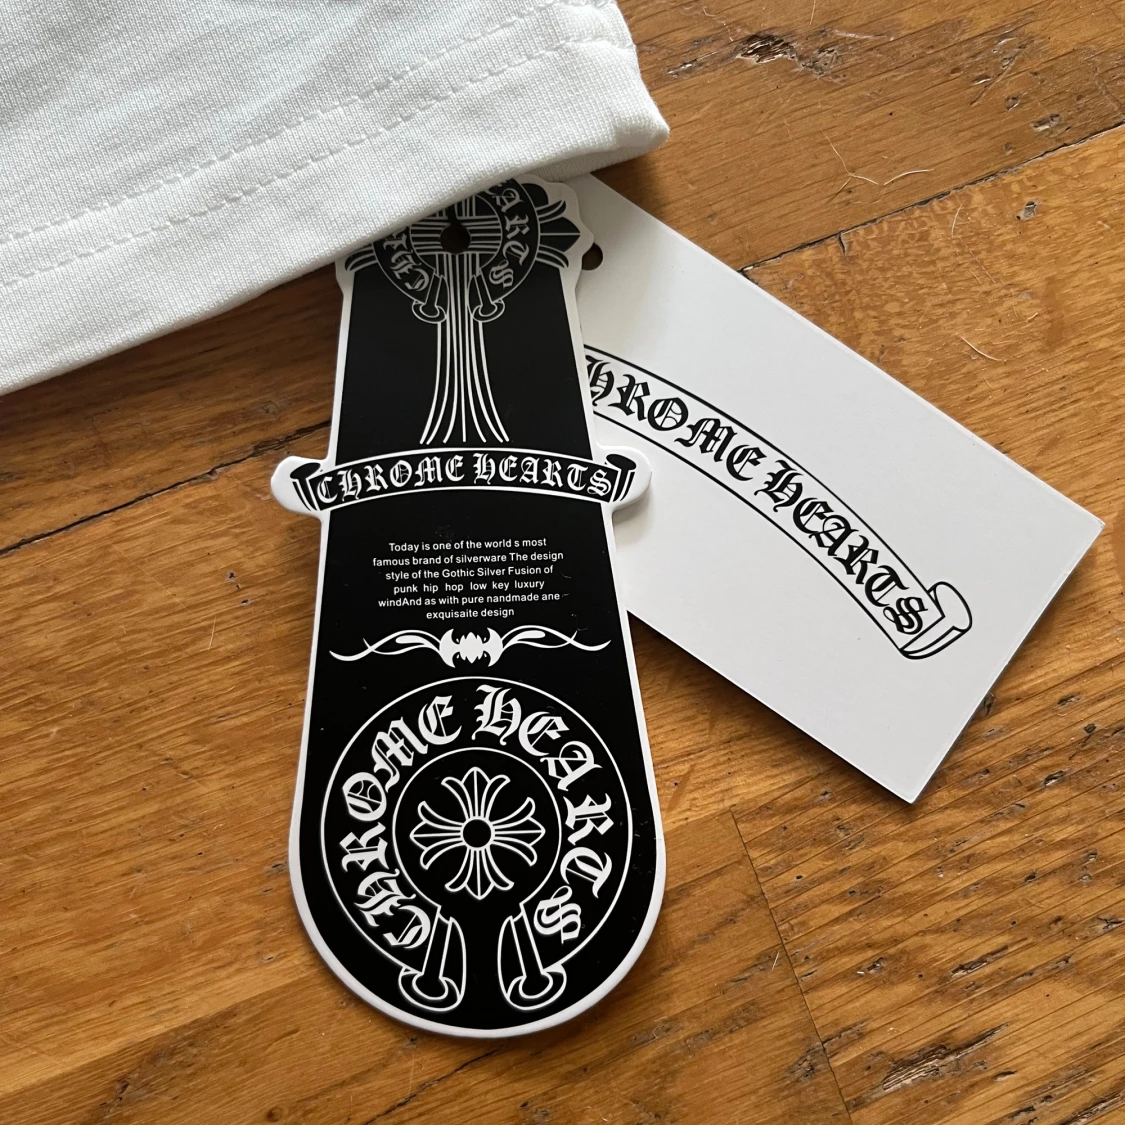 CHROME HEARTS
Today is one of the world s most
famous brand of silverware The design
style of the Gothic Silver Fusion of
punk hip hop low key luxury
windAnd as with pure nandmade ane
exquisaite design
CHROME HEARTS
HROME HEARTS